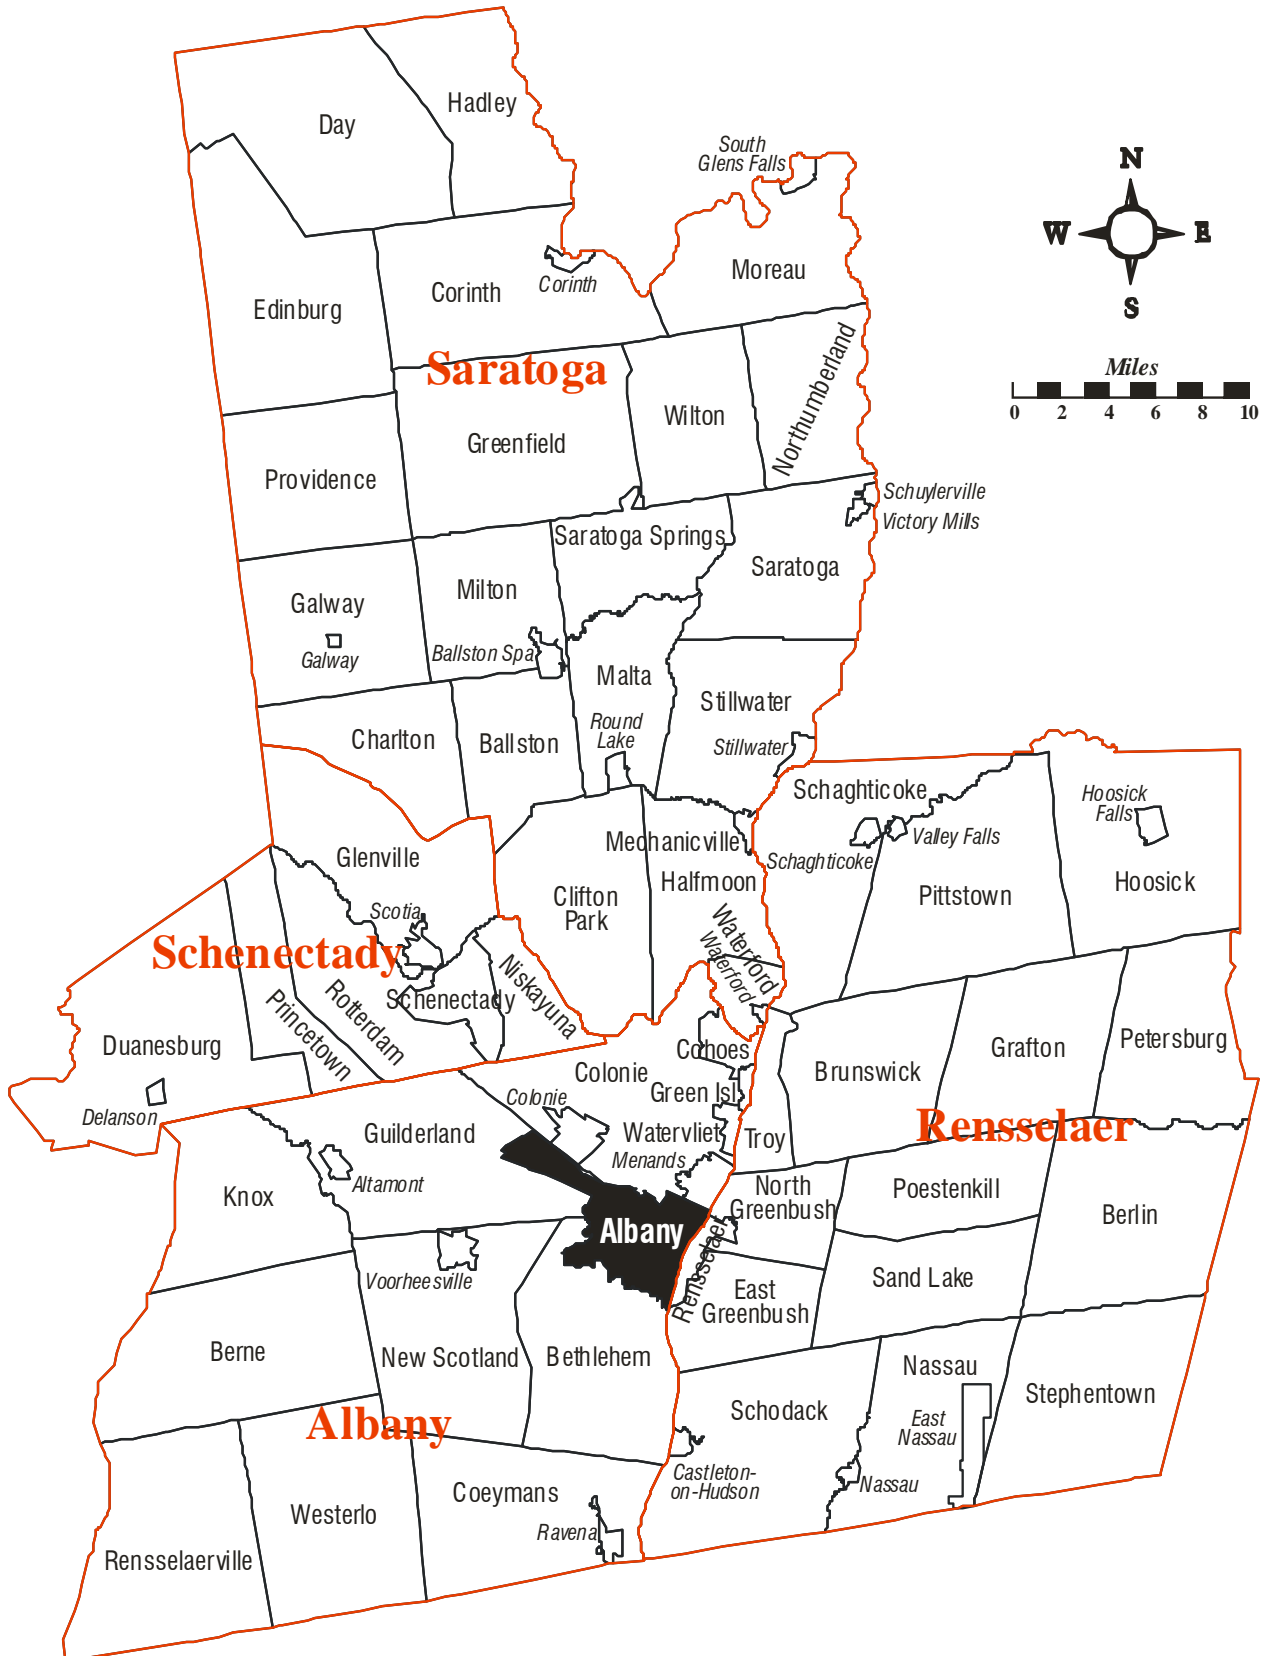 Hadley
Day
South
Glens Falls
N
W
E
S
Moreau
Corinth
Corinth
Edinburg
Miles
0 2 4 6 8 10
Saratoga
Northumberland
Wilton
Greenfield
Providence
Schuylerville
Victory Mills
Saratoga Springs
Saratoga
Milton
Galway
Galway
Ballston Spa
Malta
Stillwater
Round
Lake
Stillwater
Charlton
Ballston
Schaghticoke
Hoosick
Falls
Valley Falls
Schaghticoke
Mechanicville
Glenville
Halfmoon
Hoosick
Clifton
Park
Pittstown
Scotia
Waterford
Waterford
Schenectady
Niskayuna
Schenectady
Rotterdam
Princetown
Duanesburg
Cohoes
Grafton
Petersburg
Colonie
Brunswick
Green Isl.
Colonie
Delanson
Guilderland
Watervliet
Troy
Rensselaer
Menands
Altamont
Knox
North
Greenbush
Poestenkill
Berlin
Albany
Rensselaer
Voorheesville
Sand Lake
East
Greenbush
Berne
New Scotland
Bethlehem
Nassau
Stephentown
Schodack
East
Nassau
Albany
Castleton-
on-Hudson
Nassau
Coeymans
Westerlo
Ravena
Rensselaerville